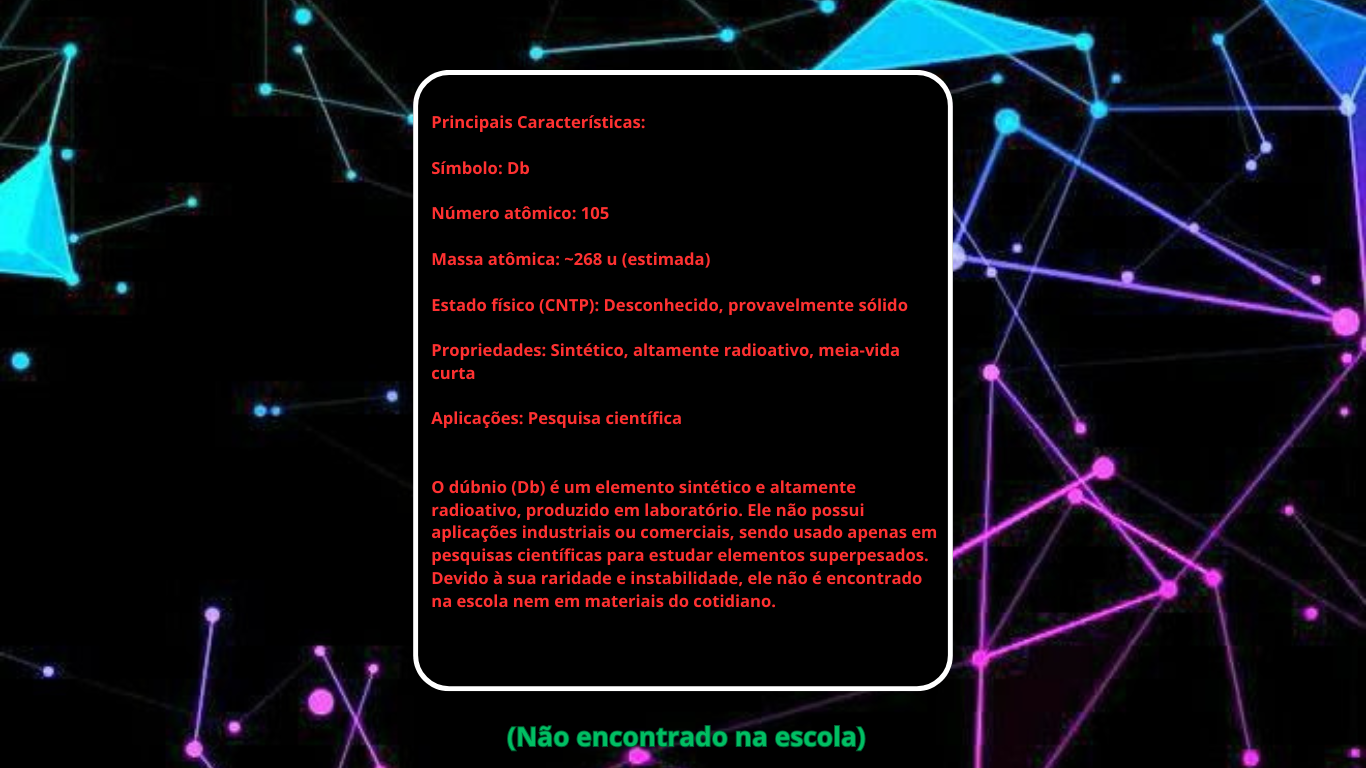 Principais Características:
Símbolo: Db
Número atômico: 105
Massa atômica: ~268 u (estimada)
Estado físico (CNTP): Desconhecido, provavelmente sólido
Propriedades: Sintético, altamente radioativo, meia-vida
curta
Aplicações: Pesquisa científica
O dúbnio (Db) é um elemento sintético e altamente
radioativo, produzido em laboratório. Ele não possui
aplicações industriais ou comerciais, sendo usado apenas em
pesquisas científicas para estudar elementos superpesados.
Devido à sua raridade e instabilidade, ele não é encontrado
na escola nem em materiais do cotidiano.
(Não encontrado na escola)